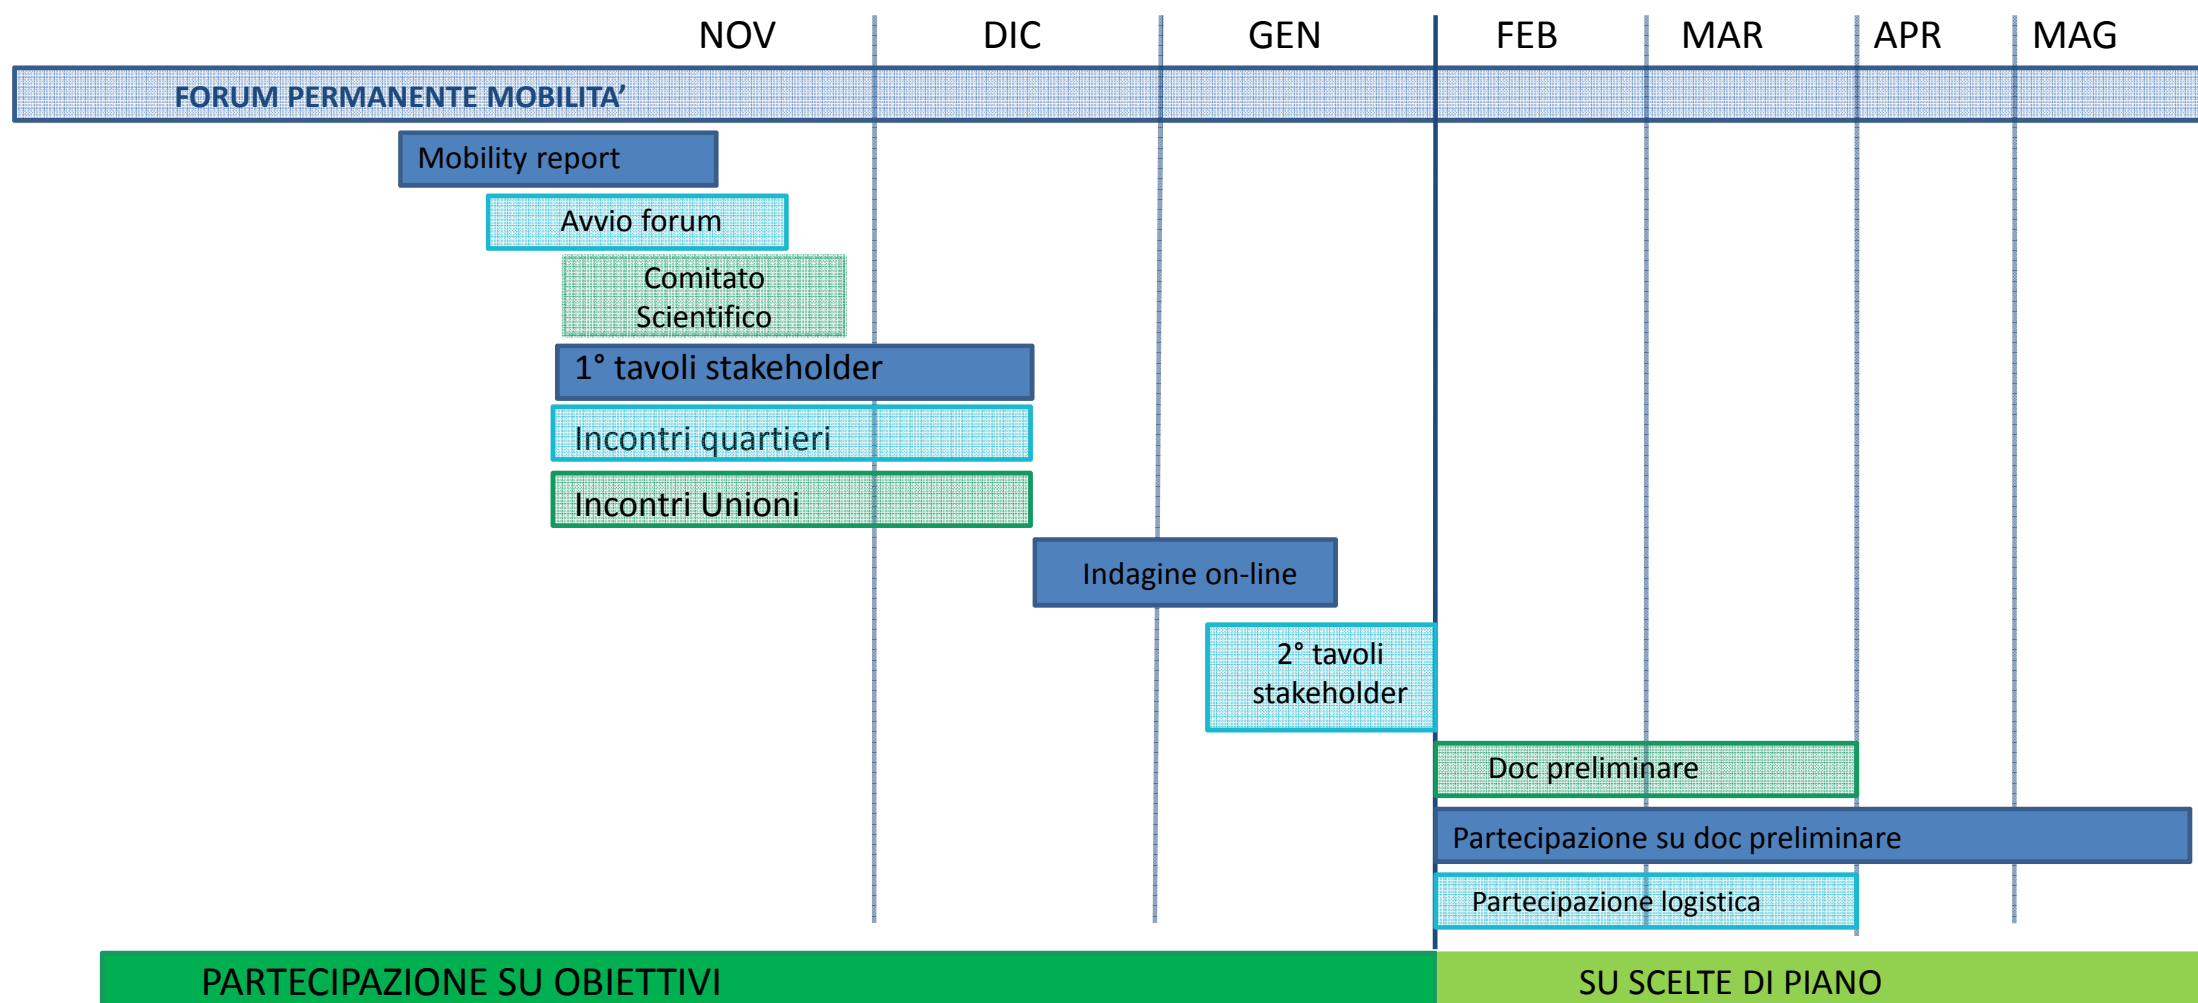 NOV DIC GEN FEB MAR APR MAG
FORUM PERMANENTE MOBILITA’
Mobility report
Avvio forum
Comitato
Scientifico
1° tavoli stakeholder
Incontri quartieri
Incontri Unioni
Indagine on-line
2° tavoli
stakeholder
Doc preliminare
Partecipazione su doc preliminare
Partecipazione logistica
PARTECIPAZIONE SU OBIETTIVI SU SCELTE DI PIANO